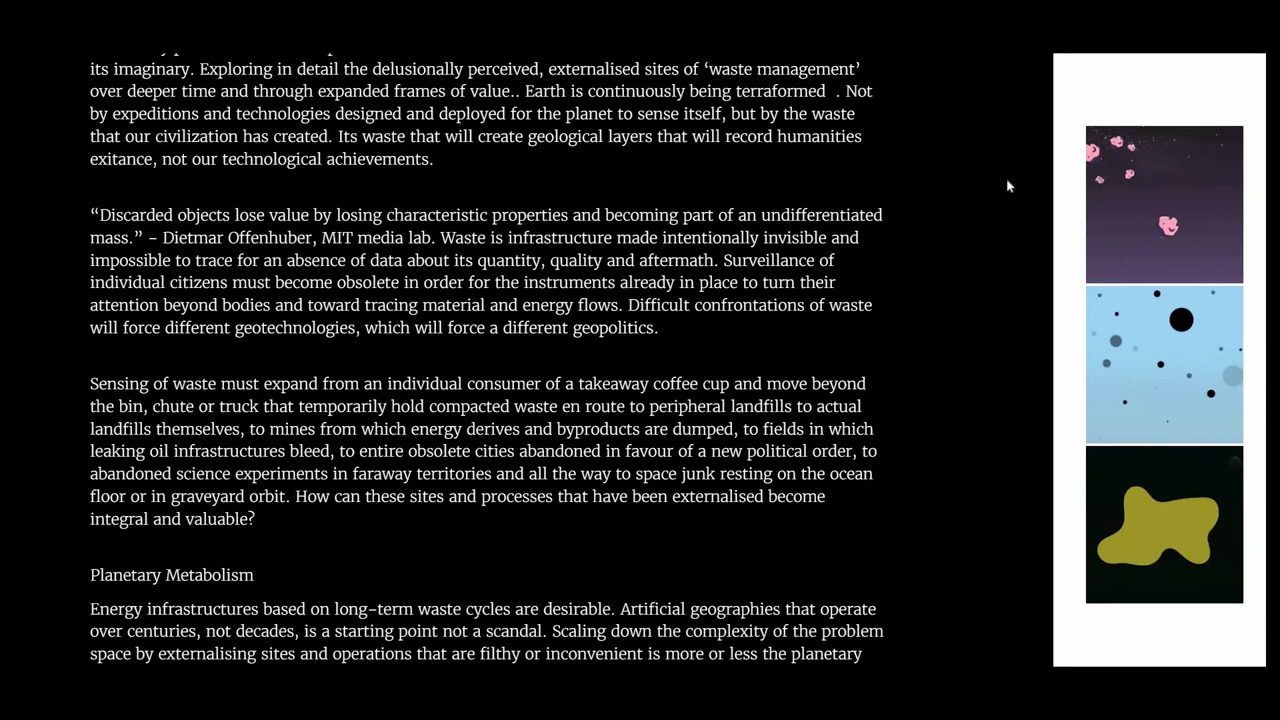 its imaginary. Exploring in detail the delusionally perceived, externalised sites of ‘waste management’
over deeper time and through expanded frames of value.. Earth is continuously being terraformed  . Not
by expeditions and technologies designed and deployed for the planet to sense itself, but by the waste
that our civilization has created. Its waste that will create geological layers that will record humanities
exitance, not our technological achievements.
“Discarded objects lose value by losing characteristic properties and becoming part of an undifferentiated
mass.” - Dietmar Offenhuber, MIT media lab. Waste is infrastructure made intentionally invisible and
impossible to trace for an absence of data about its quantity, quality and aftermath. Surveillance of
individual citizens must become obsolete in order for the instruments already in place to turn their
attention beyond bodies and toward tracing material and energy flows. Difficult confrontations of waste
will force different geotechnologies, which will force a different geopolitics.
Sensing of waste must expand from an individual consumer of a takeaway coffee cup and move beyond
the bin, chute or truck that temporarily hold compacted waste en route to peripheral landfills to actual
landfills themselves, to mines from which energy derives and byproducts are dumped, to fields in which
leaking oil infrastructures bleed, to entire obsolete cities abandoned in favour of a new political order, to
abandoned science experiments in faraway territories and all the way to space junk resting on the ocean
floor or in graveyard orbit. How can these sites and processes that have been externalised become
integral and valuable?
Planetary Metabolism
Energy infrastructures based on long-term waste cycles are desirable. Artificial geographies that operate
over centuries, not decades, is a starting point not a scandal. Scaling down the complexity of the problem
space by externalising sites and operations that are filthy or inconvenient is more or less the planetary